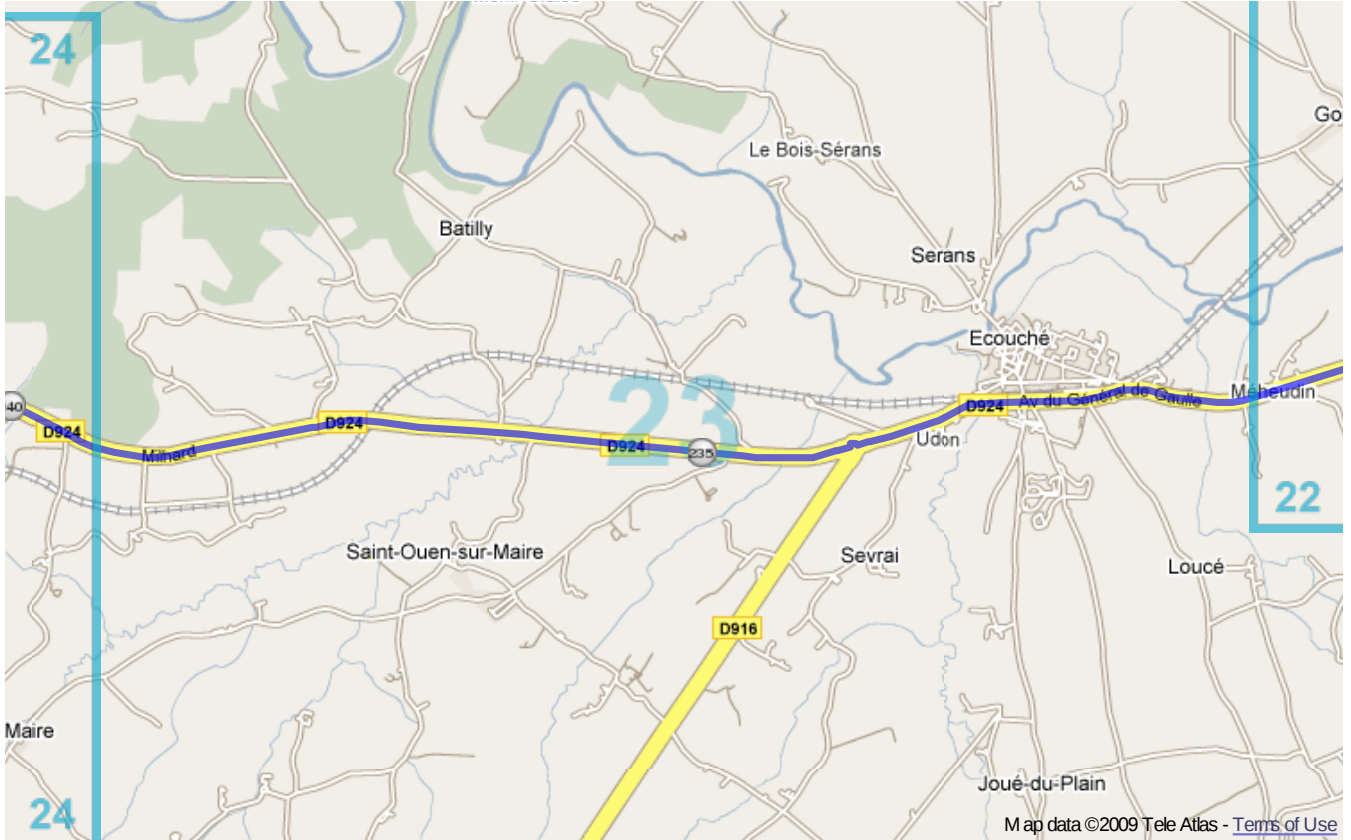 24
Go
Le Bois-Sérans
Batilly
Serans
Ecouché
Méheudin
Av du Général de Gaulle
D924
40
D924
D924
Milhard
D924
23
235
Udon
22
Saint-Ouen-sur-Maire
Sevrai
Loucé
D916
Maire
Joué-du-Plain
24
Map data ©2009 Tele Atlas - Terms of Use